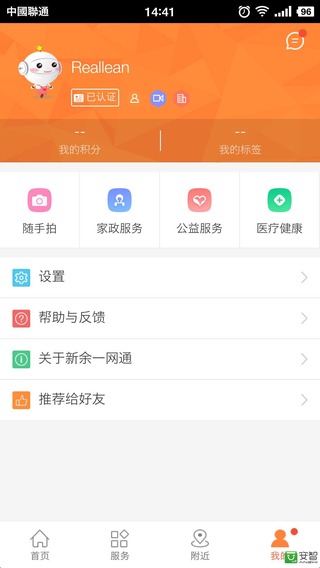 中國聯通
14:41
96
Reallean
已认证
--
--
我的积分
我的标签
随手拍
家政服务
公益服务
医疗健康
设置
帮助与反馈
关于新余一网通
推荐给好友
首页
服务
附近
我的
安智